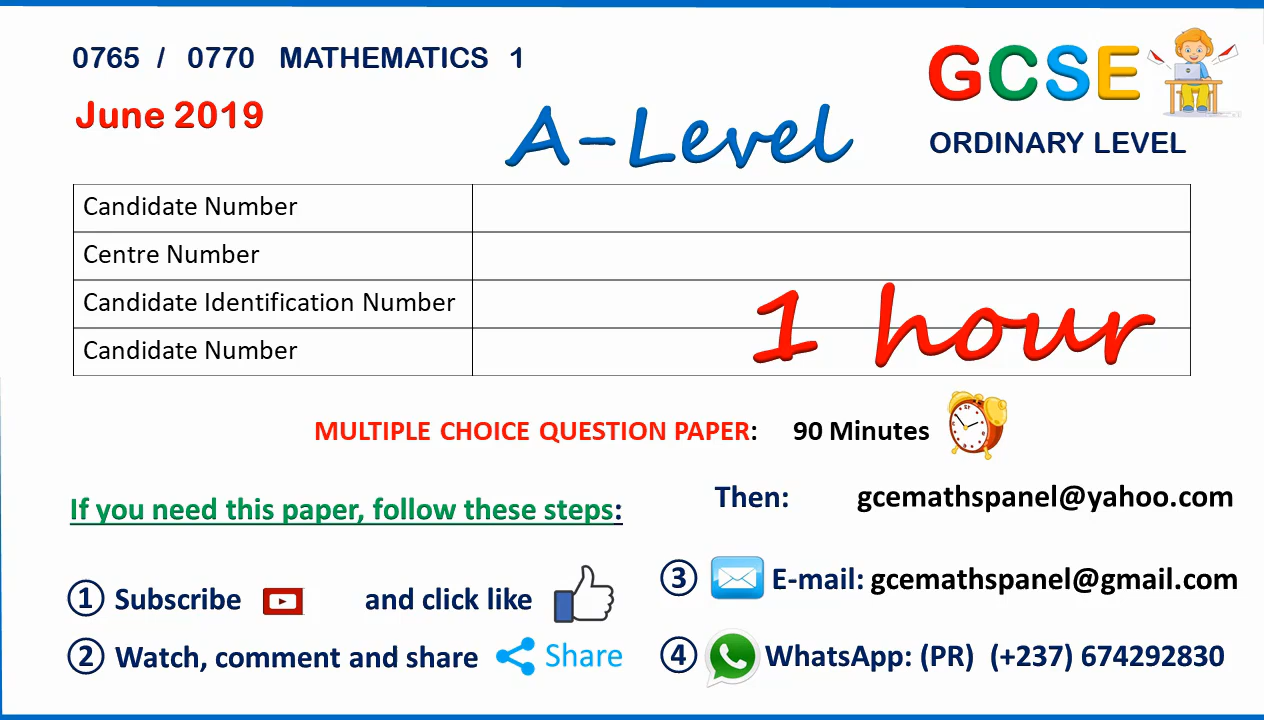 0765 / 0770 MATHEMATICS 1
GCSE
June 2019
A-Level
ORDINARY LEVEL
Candidate Number
Centre Number
Candidate Identification Number
Candidate Number
1 hour
MULTIPLE CHOICE QUESTION PAPER: 90 Minutes
If you need this paper, follow these steps:
① Subscribe and click like
② Watch, comment and share Share
Then: gcemathspanel@yahoo.com
③ E-mail: gcemathspanel@gmail.com
④ WhatsApp: (PR) (+237) 674292830